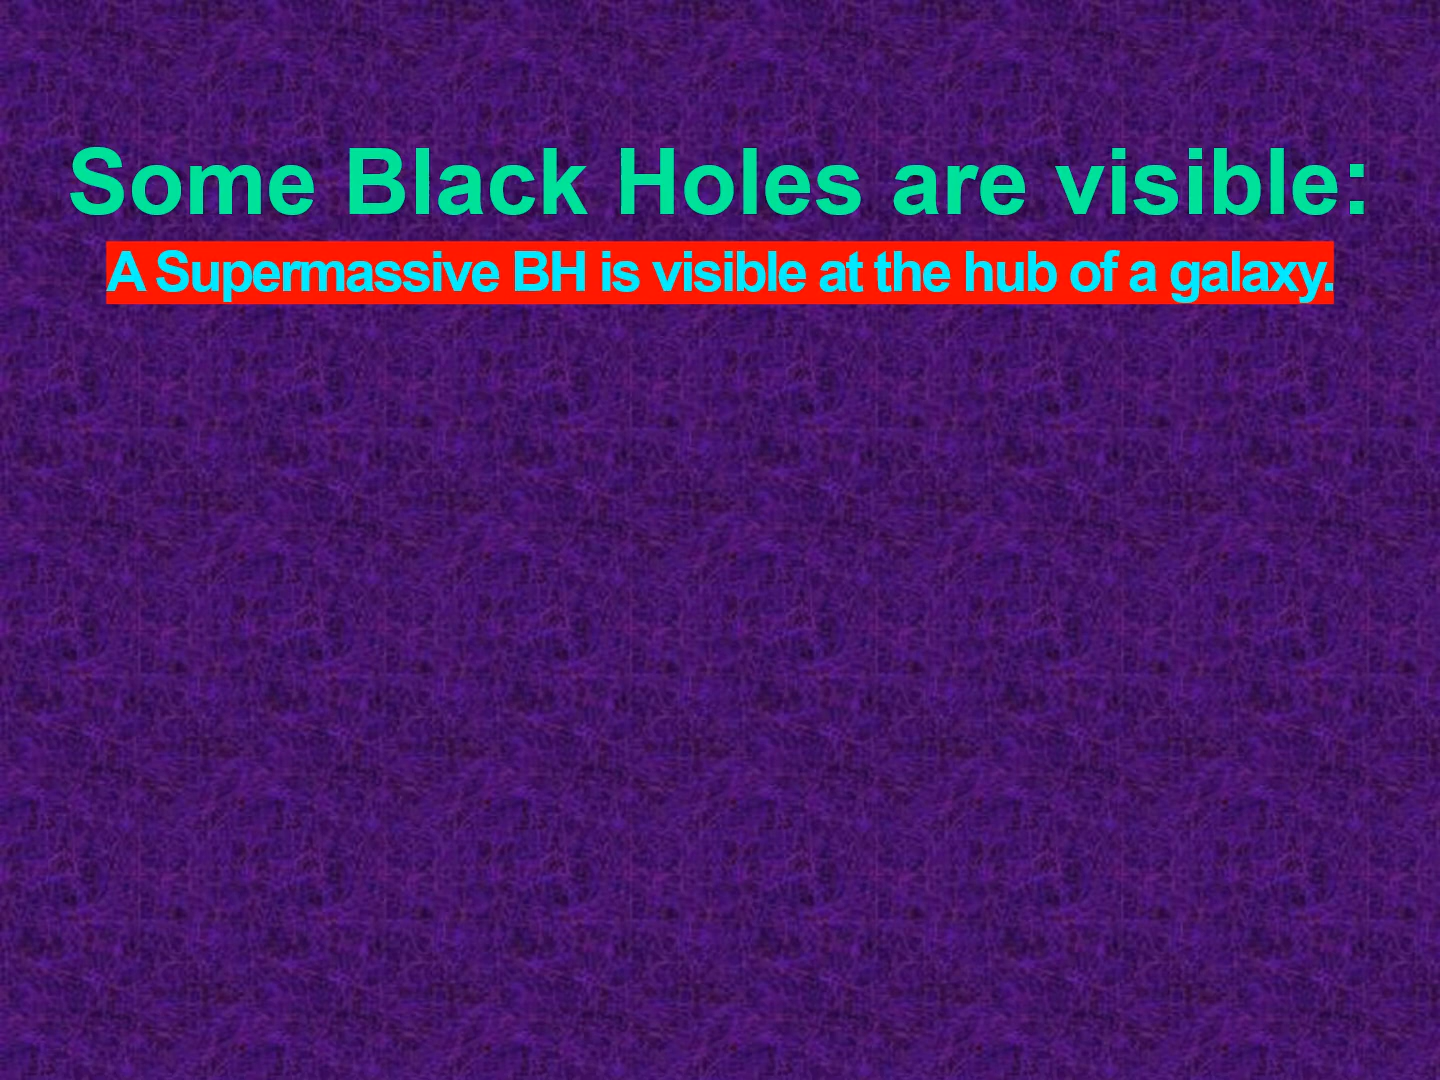 Some Black Holes are visible:
A Supermassive BH is visible at the hub of a galaxy.